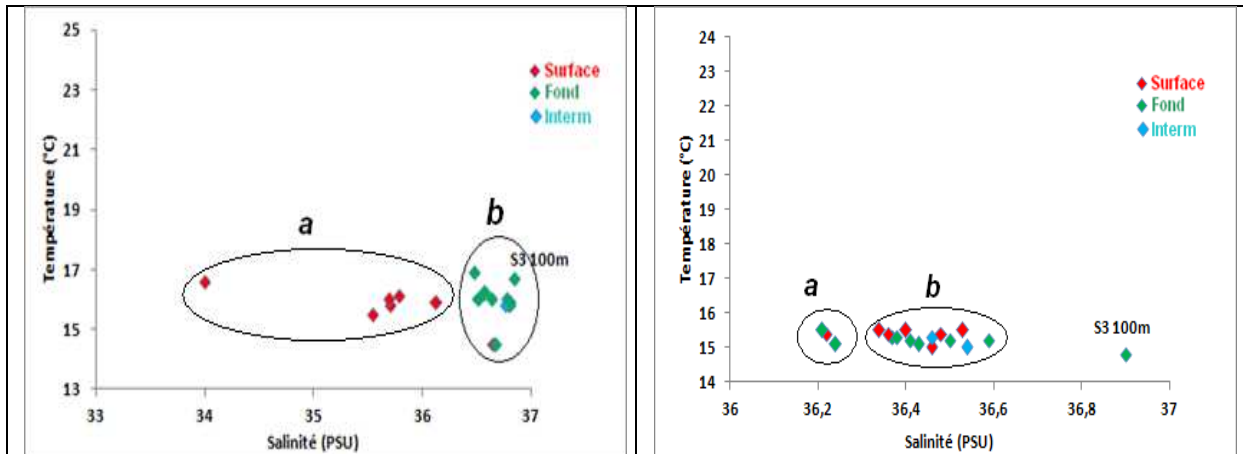 25
23
21
19
17
15
13
33
34
35
36
37
Température (°C)
Salinité (PSU)
Surface
Fond
Interm
a
b
S3 100m
24
23
22
21
20
19
18
17
16
15
14
36
36,2
36,4
36,6
36,8
37
Température (°C)
Salinité (PSU)
Surface
Fond
Interm
a
b
S3 100m